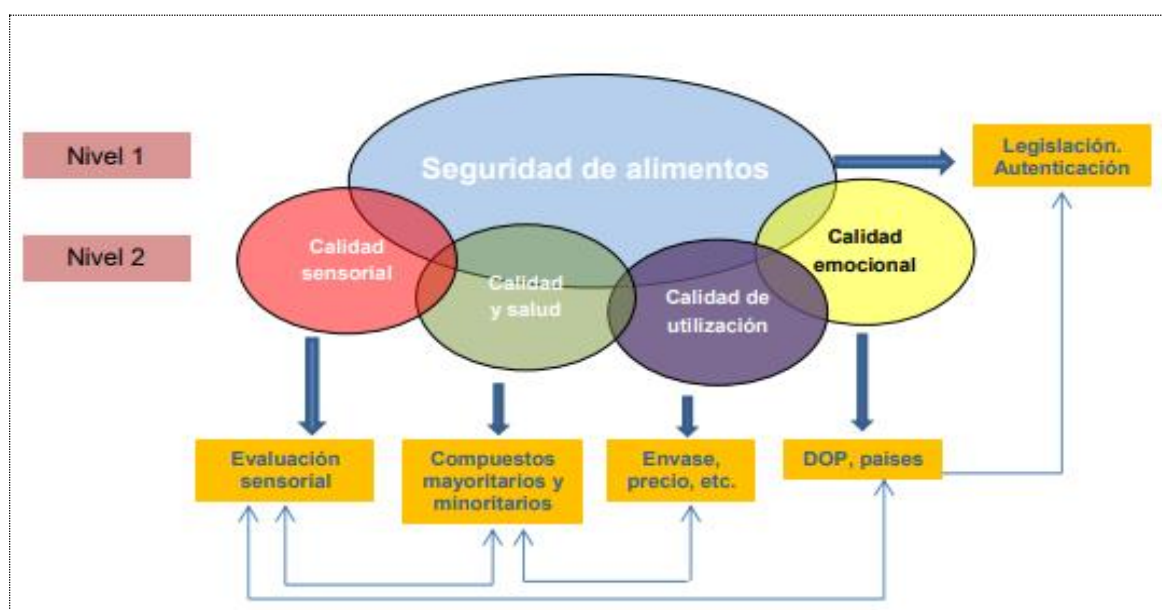 Nivel 1
Seguridad de alimentos
Legislación.
Autenticación
Nivel 2
Calidad
sensorial
Calidad
y salud
Calidad de
utilización
Calidad
emocional
Evaluación
sensorial
Compuestos
mayoritarios y
minoritarios
Envase,
precio, etc.
DOP, países